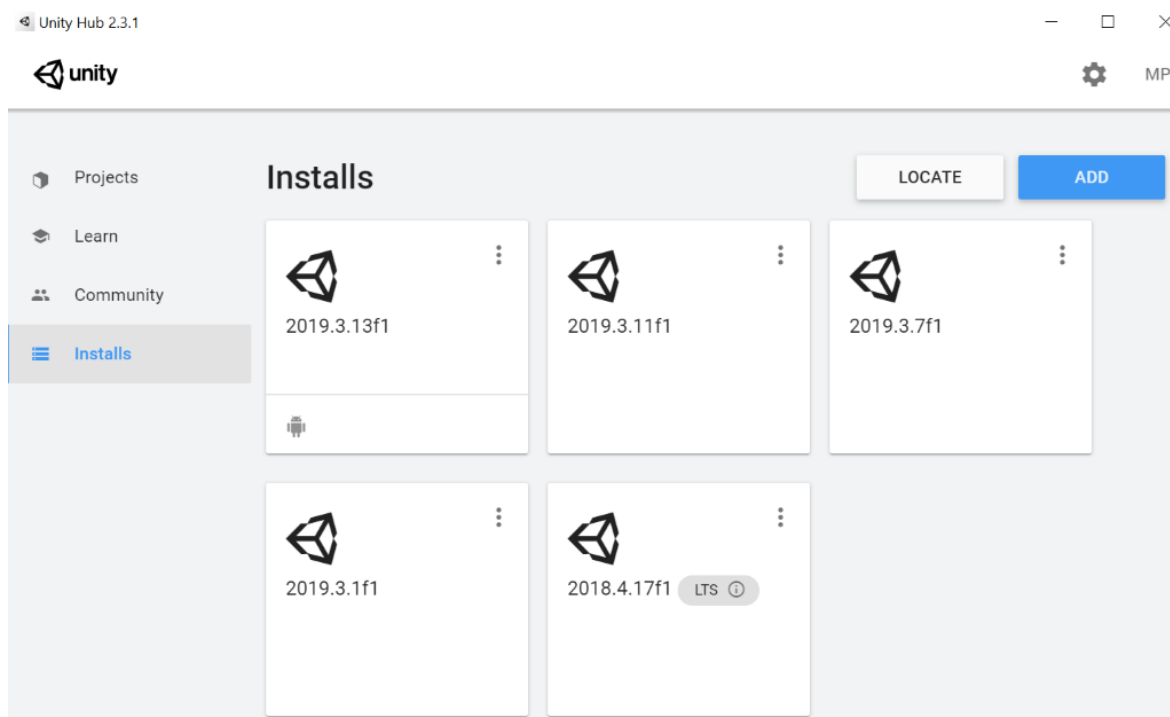 Unity Hub 2.3.1
unity
MP
Projects
Learn
Community
Installs
Installs
LOCATE
ADD
2019.3.13f1
2019.3.11f1
2019.3.7f1
2019.3.1f1
2018.4.17f1 LTS